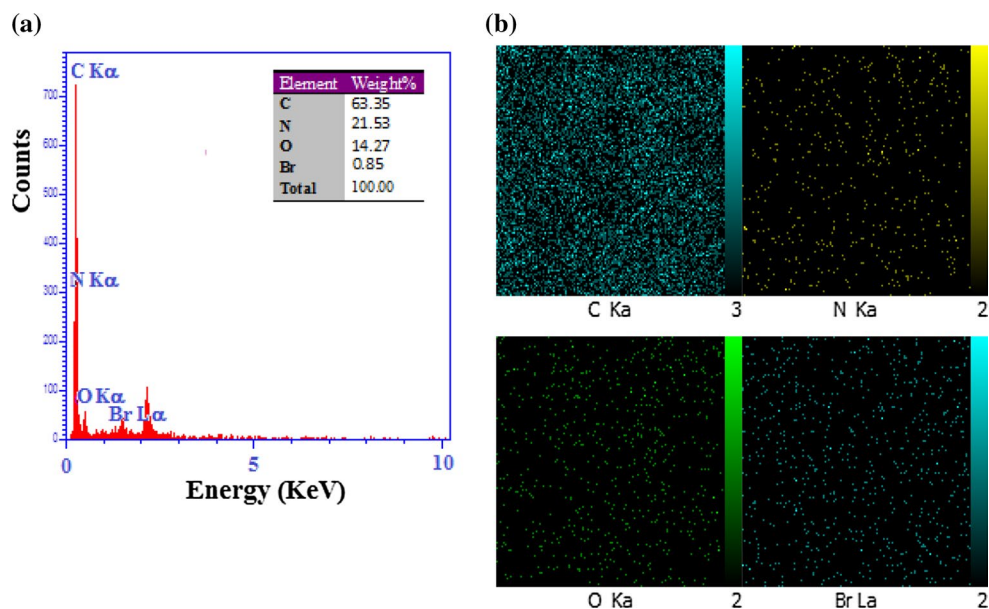 (a)
C Kα
Element Weight%
C 63.35
N 21.53
O 14.27
Br 0.85
Total 100.00
700
600
500
400
N Kα
300
200
100
O Kα
Br Lα
0
0 5 10
Counts
Energy (KeV)
(b)
C Ka 3
N Ka 2
O Ka 2
Br La 2